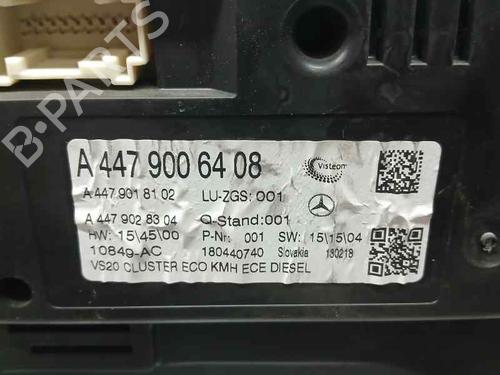 B-PARTS
A 447 900 64 08
Visteon
A 447 901 81 02 LU-ZGS: 001
A 447 902 83 04 Q-Stand:001
HW: 15\45\00 P-Nr: 001 SW: 15\15\04
10849-AC 180440740 Slovakia 130218
VS20 CLUSTER ECO KMH ECE DIESEL